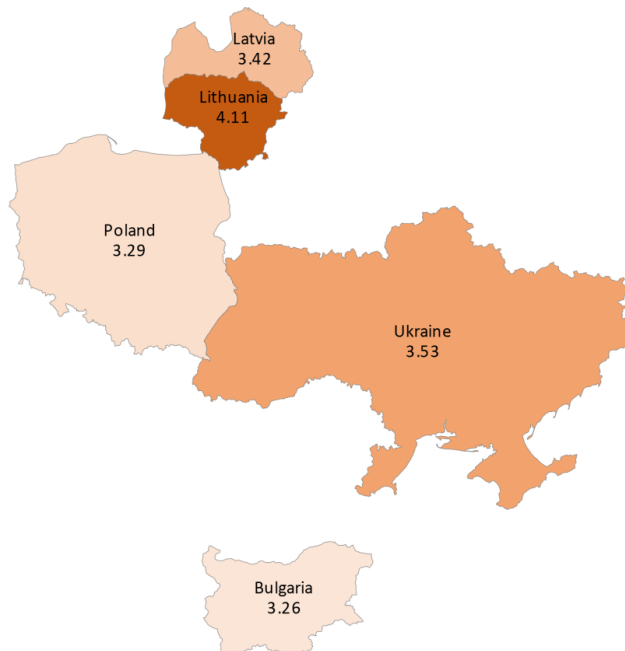 Latvia
3.42
Lithuania
4.11
Poland
3.29
Ukraine
3.53
Bulgaria
3.26